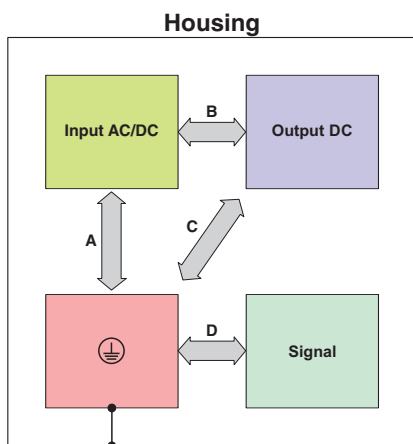 Housing
Input AC/DC
B
Output DC
A
C
D
Signal